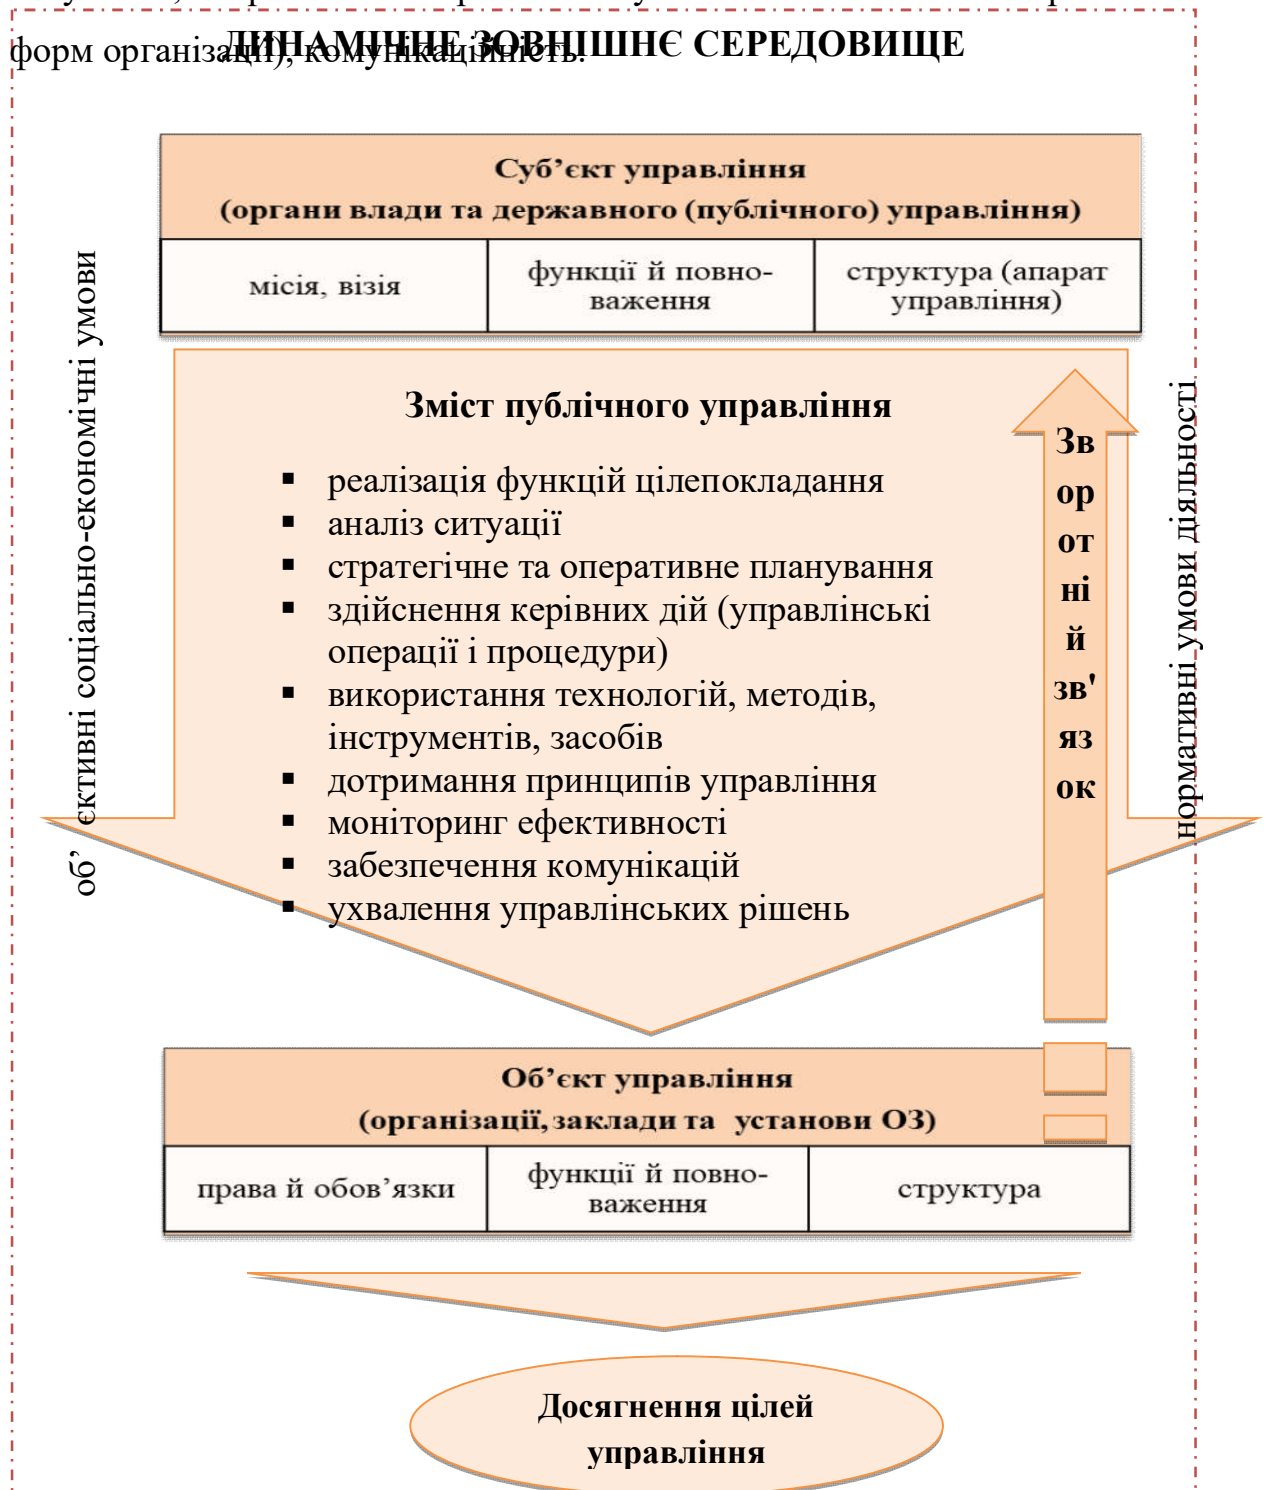 форм організації), комунікаційність.
ДИНАМІЧНЕ ЗОВНІШНЄ СЕРЕДОВИЩЕ
Суб’єкт управління
(органи влади та державного (публічного) управління)
місія, візія
функції й повно-
важення
структура (апарат
управління)
об’ єктивні соціально-економічні умови
нормативні умови діяльності
Зміст публічного управління
▪ реалізація функцій цілепокладання
▪ аналіз ситуації
▪ стратегічне та оперативне планування
▪ здійснення керівних дій (управлінські
операції і процедури)
▪ використання технологій, методів,
інструментів, засобів
▪ дотримання принципів управління
▪ моніторинг ефективності
▪ забезпечення комунікацій
▪ ухвалення управлінських рішень
Зв
ор
от
ні
й
зв'
яз
ок
Об’єкт управління
(організації, заклади та установи ОЗ)
права й обов’язки
функції й повно-
важення
структура
Досягнення цілей
управління